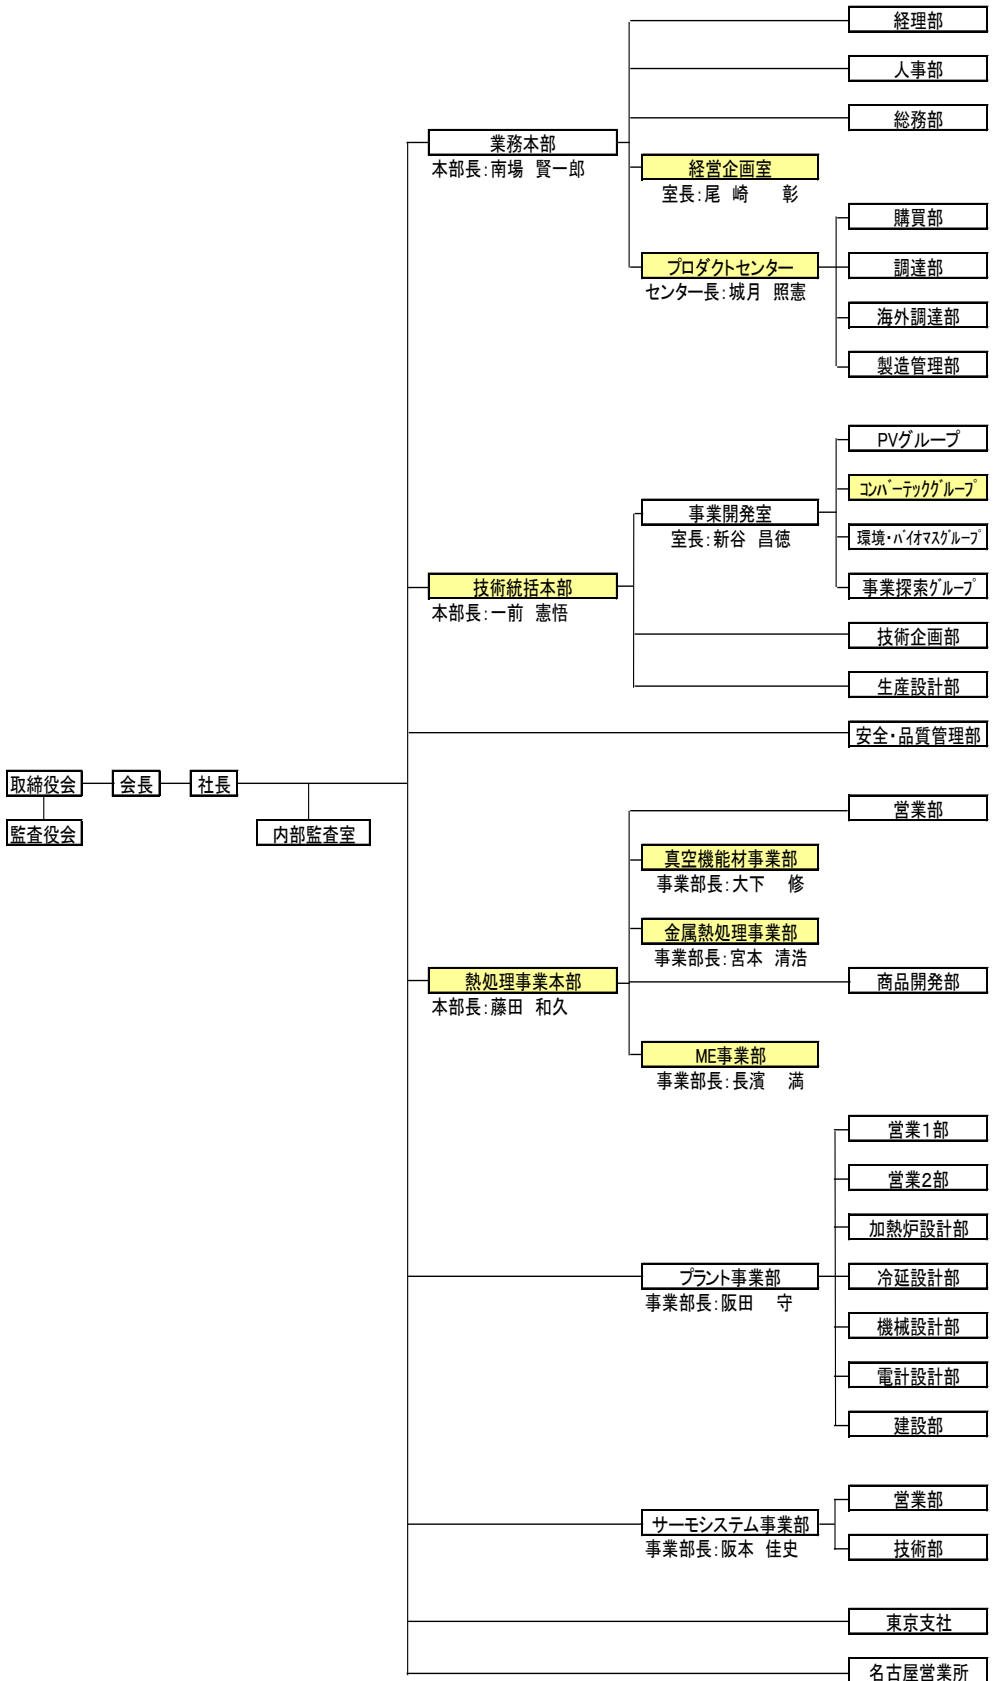 経理部
人事部
総務部
業務本部
本部長：南場　賢一郎
経営企画室
室長：尾　崎　　彰
プロダクトセンター
センター長：城月　照憲
購買部
調達部
海外調達部
製造管理部
PVグループ
ｺﾝﾊﾞｰﾃｯｸｸﾞﾙｰﾌﾟ
事業開発室
室長：新谷　昌徳
環境・ﾊﾞｲｵﾏｽｸﾞﾙｰﾌﾟ
事業探索ｸﾞﾙｰﾌﾟ
技術統括本部
本部長：一前　憲悟
技術企画部
生産設計部
安全・品質管理部
取締役会
会長
社長
監査役会
内部監査室
営業部
真空機能材事業部
事業部長：大下　修
金属熱処理事業部
事業部長：宮本　清浩
熱処理事業本部
本部長：藤田　和久
商品開発部
ME事業部
事業部長：長濱　満
営業1部
営業2部
加熱炉設計部
プラント事業部
事業部長：阪田　守
冷延設計部
機械設計部
電計設計部
建設部
サーモシステム事業部
事業部長：阪本　佳史
営業部
技術部
東京支社
名古屋営業所